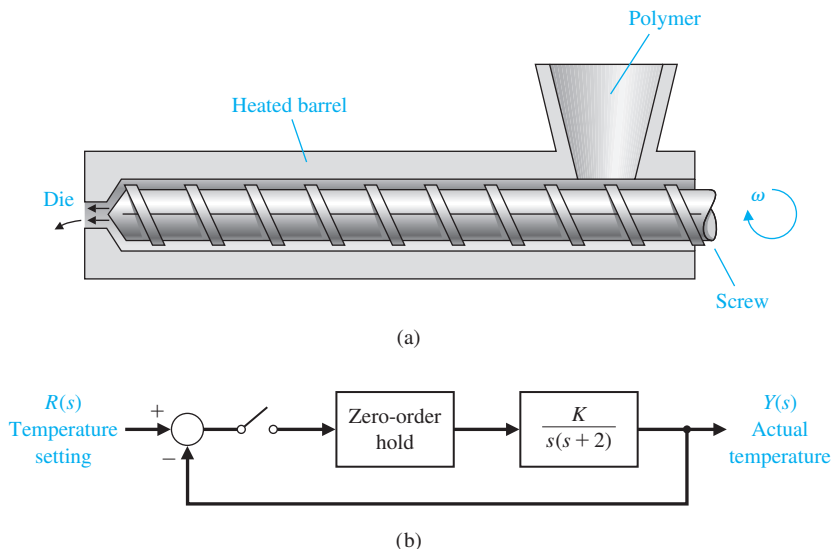 Polymer
Heated barrel
Die
ω
Screw
(a)
R(s)
Temperature
setting
+
−
Zero-order
hold
K
s(s + 2)
Y(s)
Actual
temperature
(b)